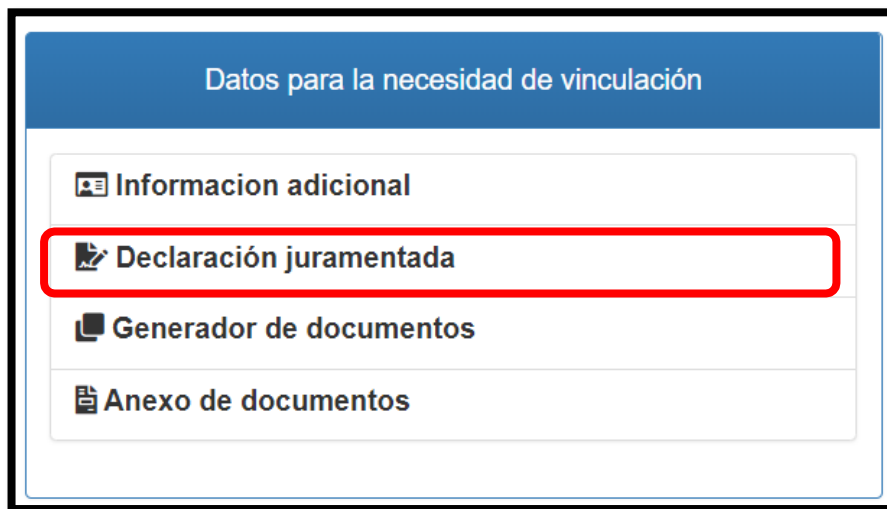 Datos para la necesidad de vinculación
Informacion adicional
Declaración juramentada
Generador de documentos
Anexo de documentos